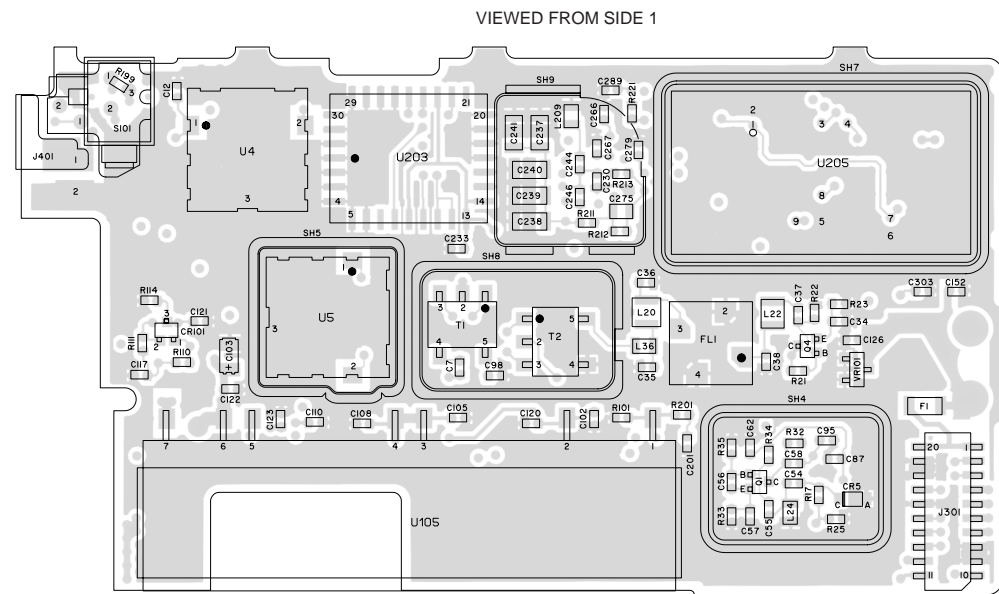 VIEWED FROM SIDE 1
SH7
SH9
C289
R221
R199
1
3
2
S101
C12
2
1
J401
1
2
1
2
U4
3
29
21
30
20
U203
4
14
5
13
L209
C266
C241
C237
C267
C279
C244
C240
C230
R213
C239
C246
C275
C238
R211
R212
2
1
3
4
U205
8
9
5
7
6
SH5
C233
SH8
1
U5
3
2
R114
3
C121
CR101
2
1
R111
R110
+ C103
C117
C122
3
2
1
T1
4
5
C7
C98
5
2
T2
3
4
C36
L20
L36
C35
2
3
FL1
4
1
L22
C37
R22
R23
C34
C
Q4
E
B
C126
C38
R21
VR101
C303
C152
F1
SH4
C123
C110
C108
C105
C120
C102
R101
R201
C201
7
6
5
4
3
2
1
U105
R35
C62
R34
R32
C95
C58
C87
C56
B
E
Q1
C
C54
R17
CR5
C
A
R33
C57
C55
L24
R25
20
1
J301
11
10